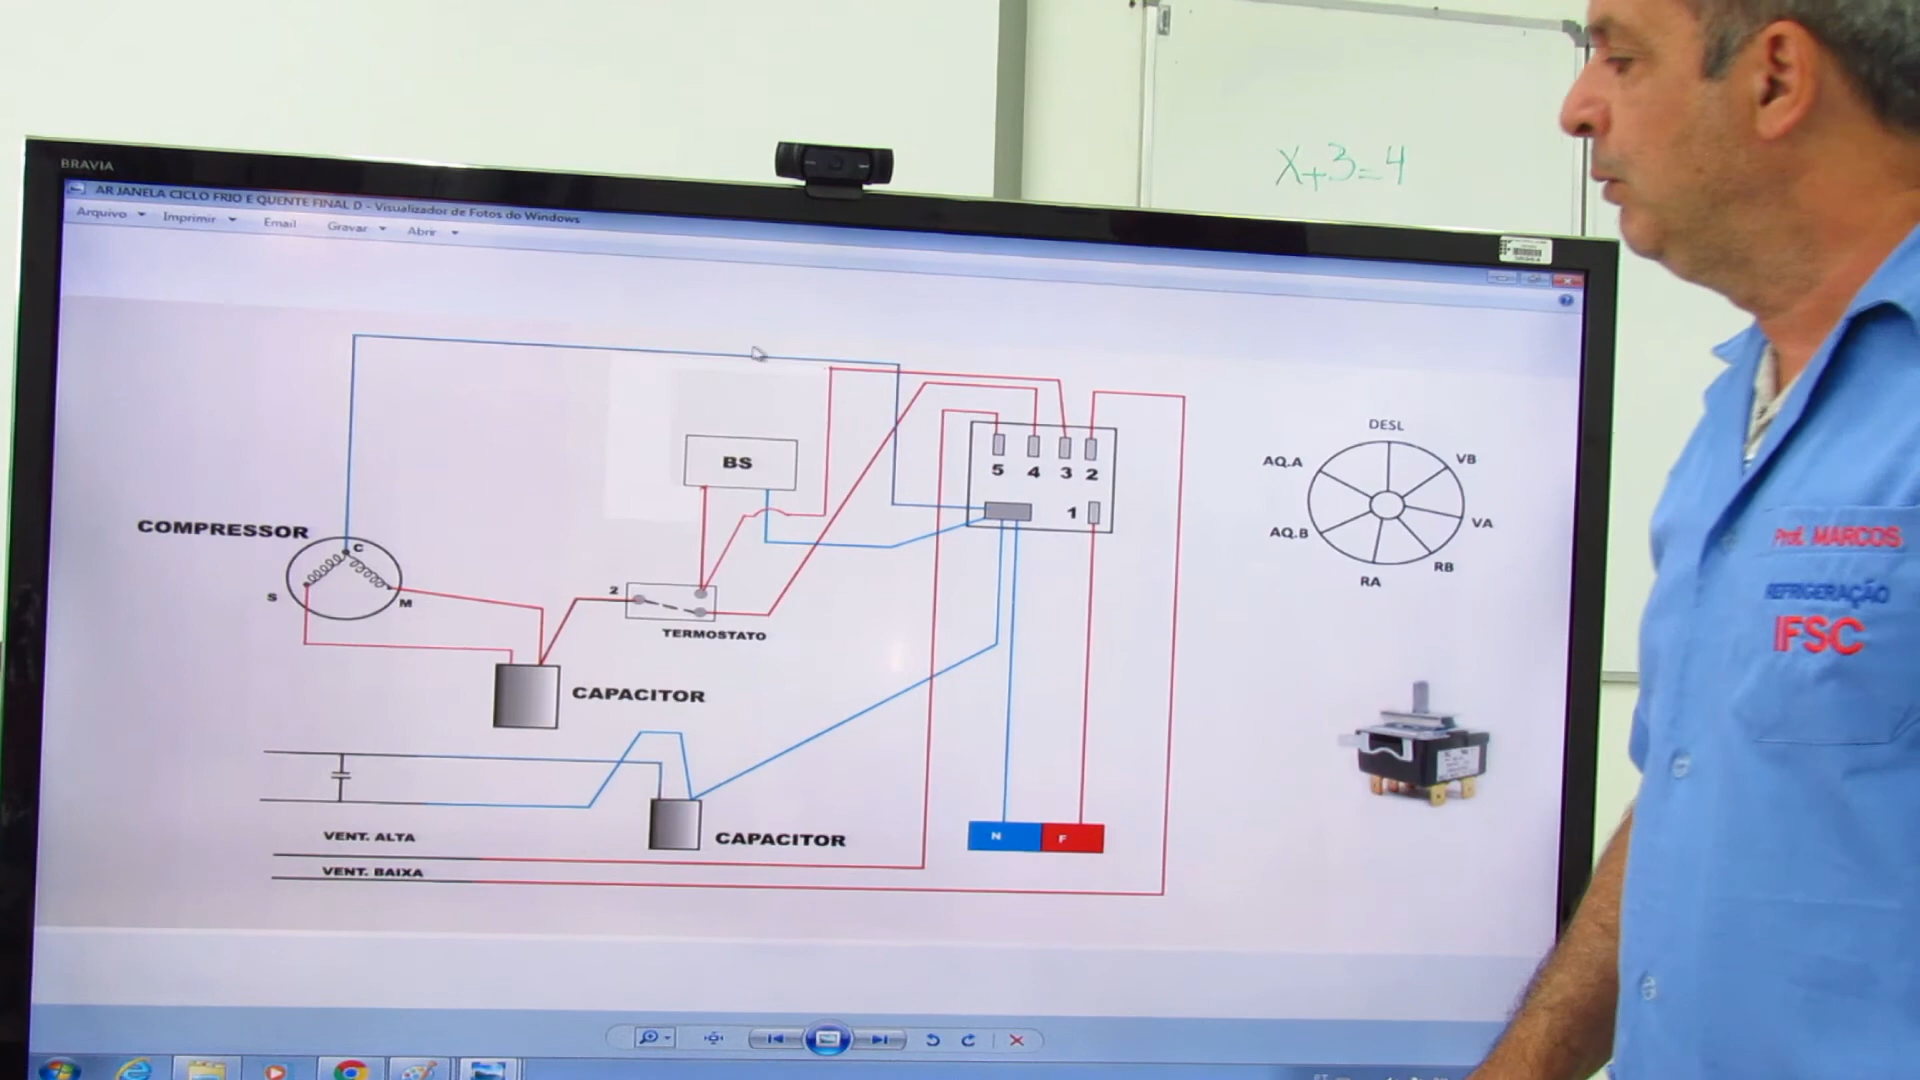 X+3=4
BRAVIA
AR JANELA CICLO FRIO E QUENTE FINAL D - Visualizador de Fotos do Windows
Arquivo Imprimir Email Gravar Abrir
DESL
VB
VA
RB
RA
AQ.B
AQ.A
BS
5 4 3 2
1
COMPRESSOR
C
S
M
2
TERMOSTATO
CAPACITOR
CAPACITOR
VENT. ALTA
VENT. BAIXA
N F
Prof. MARCOS
REFRIGERAÇÃO
IFSC